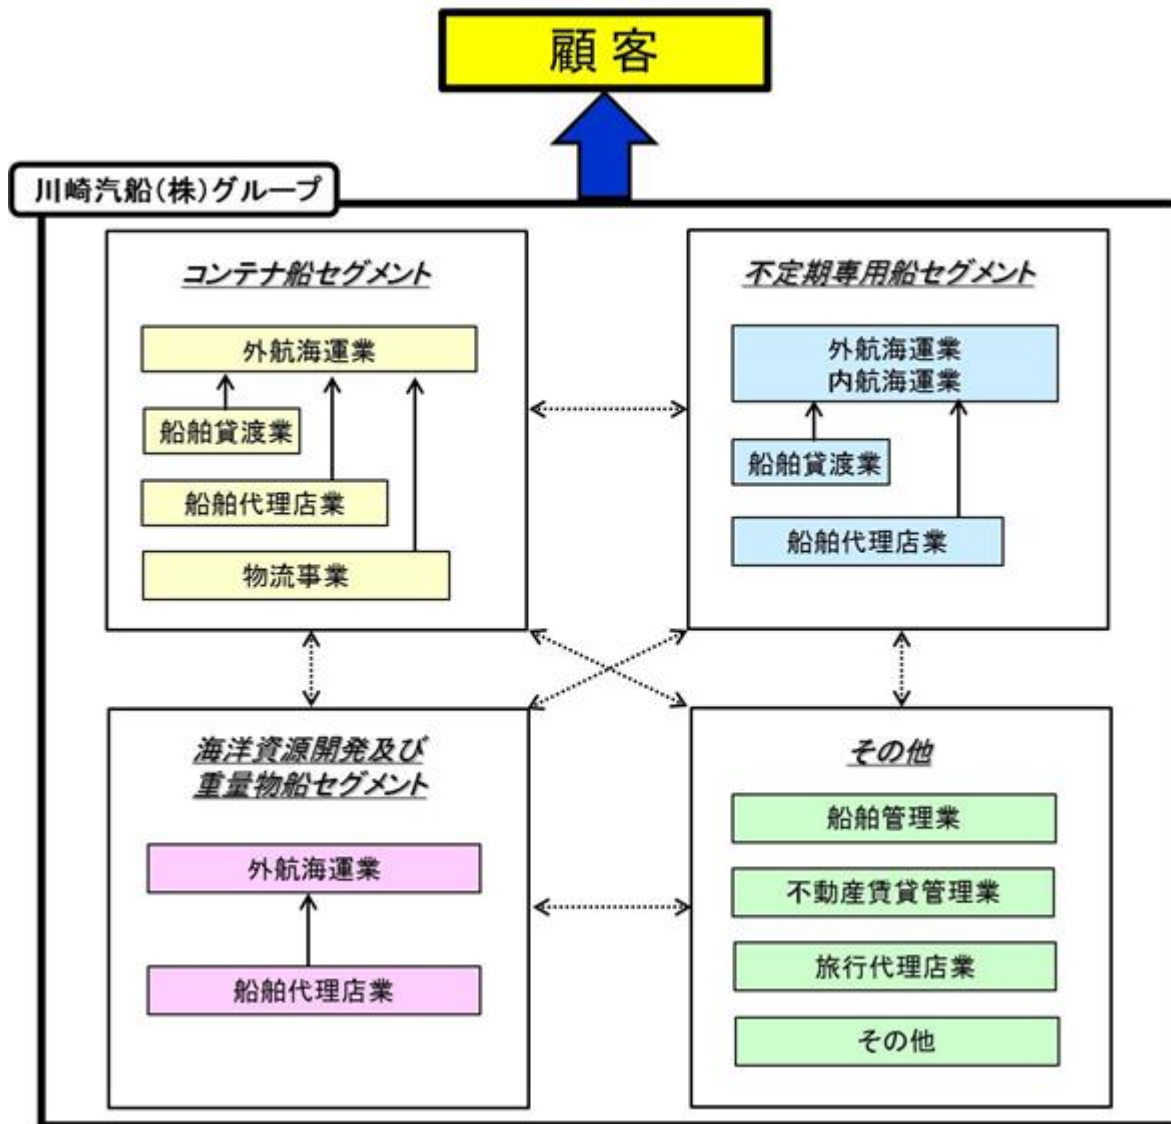 顧客
川崎汽船(株)グループ
コンテナ船セグメント
外航海運業
船舶貸渡業
船舶代理店業
物流事業
不定期専用船セグメント
外航海運業
内航海運業
船舶貸渡業
船舶代理店業
海洋資源開発及び
重量物船セグメント
外航海運業
船舶代理店業
その他
船舶管理業
不動産賃貸管理業
旅行代理店業
その他